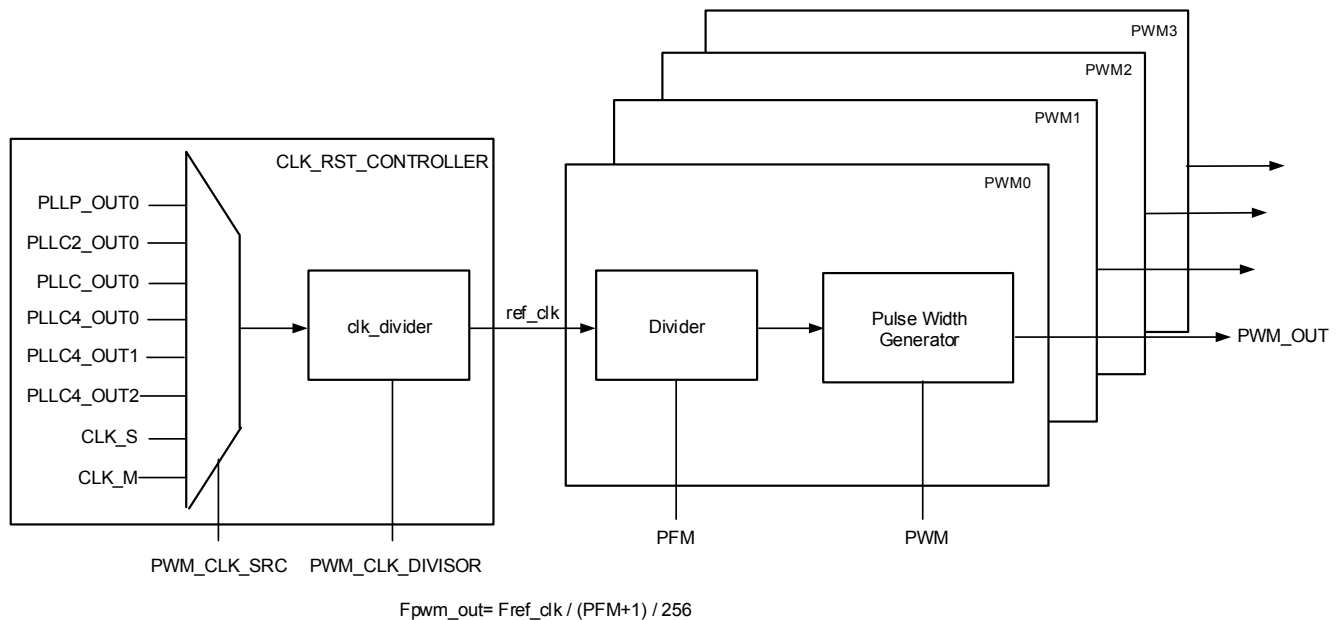 PWM3
PWM2
PWM1
PWM0
CLK_RST_CONTROLLER
PLLP_OUT0
PLLC2_OUT0
PLLC_OUT0
PLLC4_OUT0
PLLC4_OUT1
PLLC4_OUT2
CLK_S
CLK_M
clk_divider
ref_clk
Divider
Pulse Width
Generator
PWM_OUT
PWM_CLK_SRC
PWM_CLK_DIVISOR
PFM
PWM
Fpwm_out= Fref_clk / (PFM+1) / 256